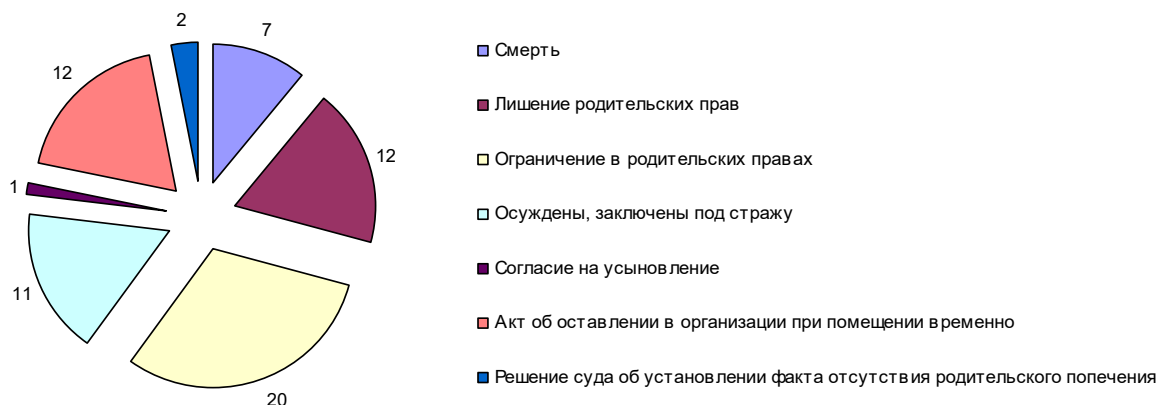 2
7
12
12
1
11
20
Смерть
Лишение родительских прав
Ограничение в родительских правах
Осуждены, заключены под стражу
Согласие на усыновление
Акт об оставлении в организации при помещении временно
Решение суда об установлении факта отсутствия родительского попечения